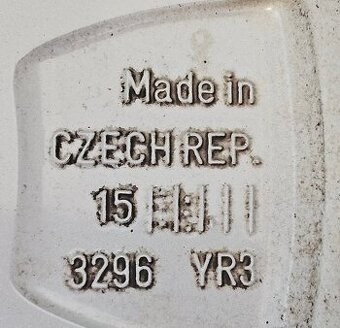 Made in
CZECH REP.
15 | | : | | |
3296 YR3